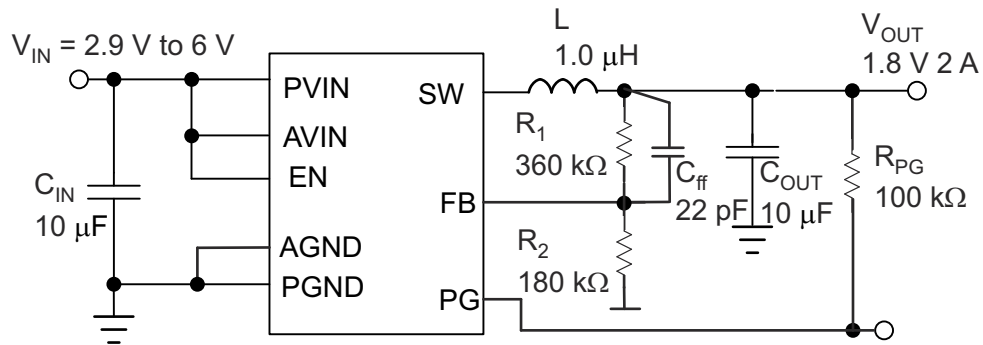 V_IN = 2.9 V to 6 V
L
1.0 μH
V_OUT
1.8 V 2 A
PVIN
SW
AVIN
EN
FB
AGND
PGND
PG
C_IN
10 μF
R_1
360 kΩ
C_ff
22 pF
C_OUT
10 μF
R_PG
100 kΩ
R_2
180 kΩ